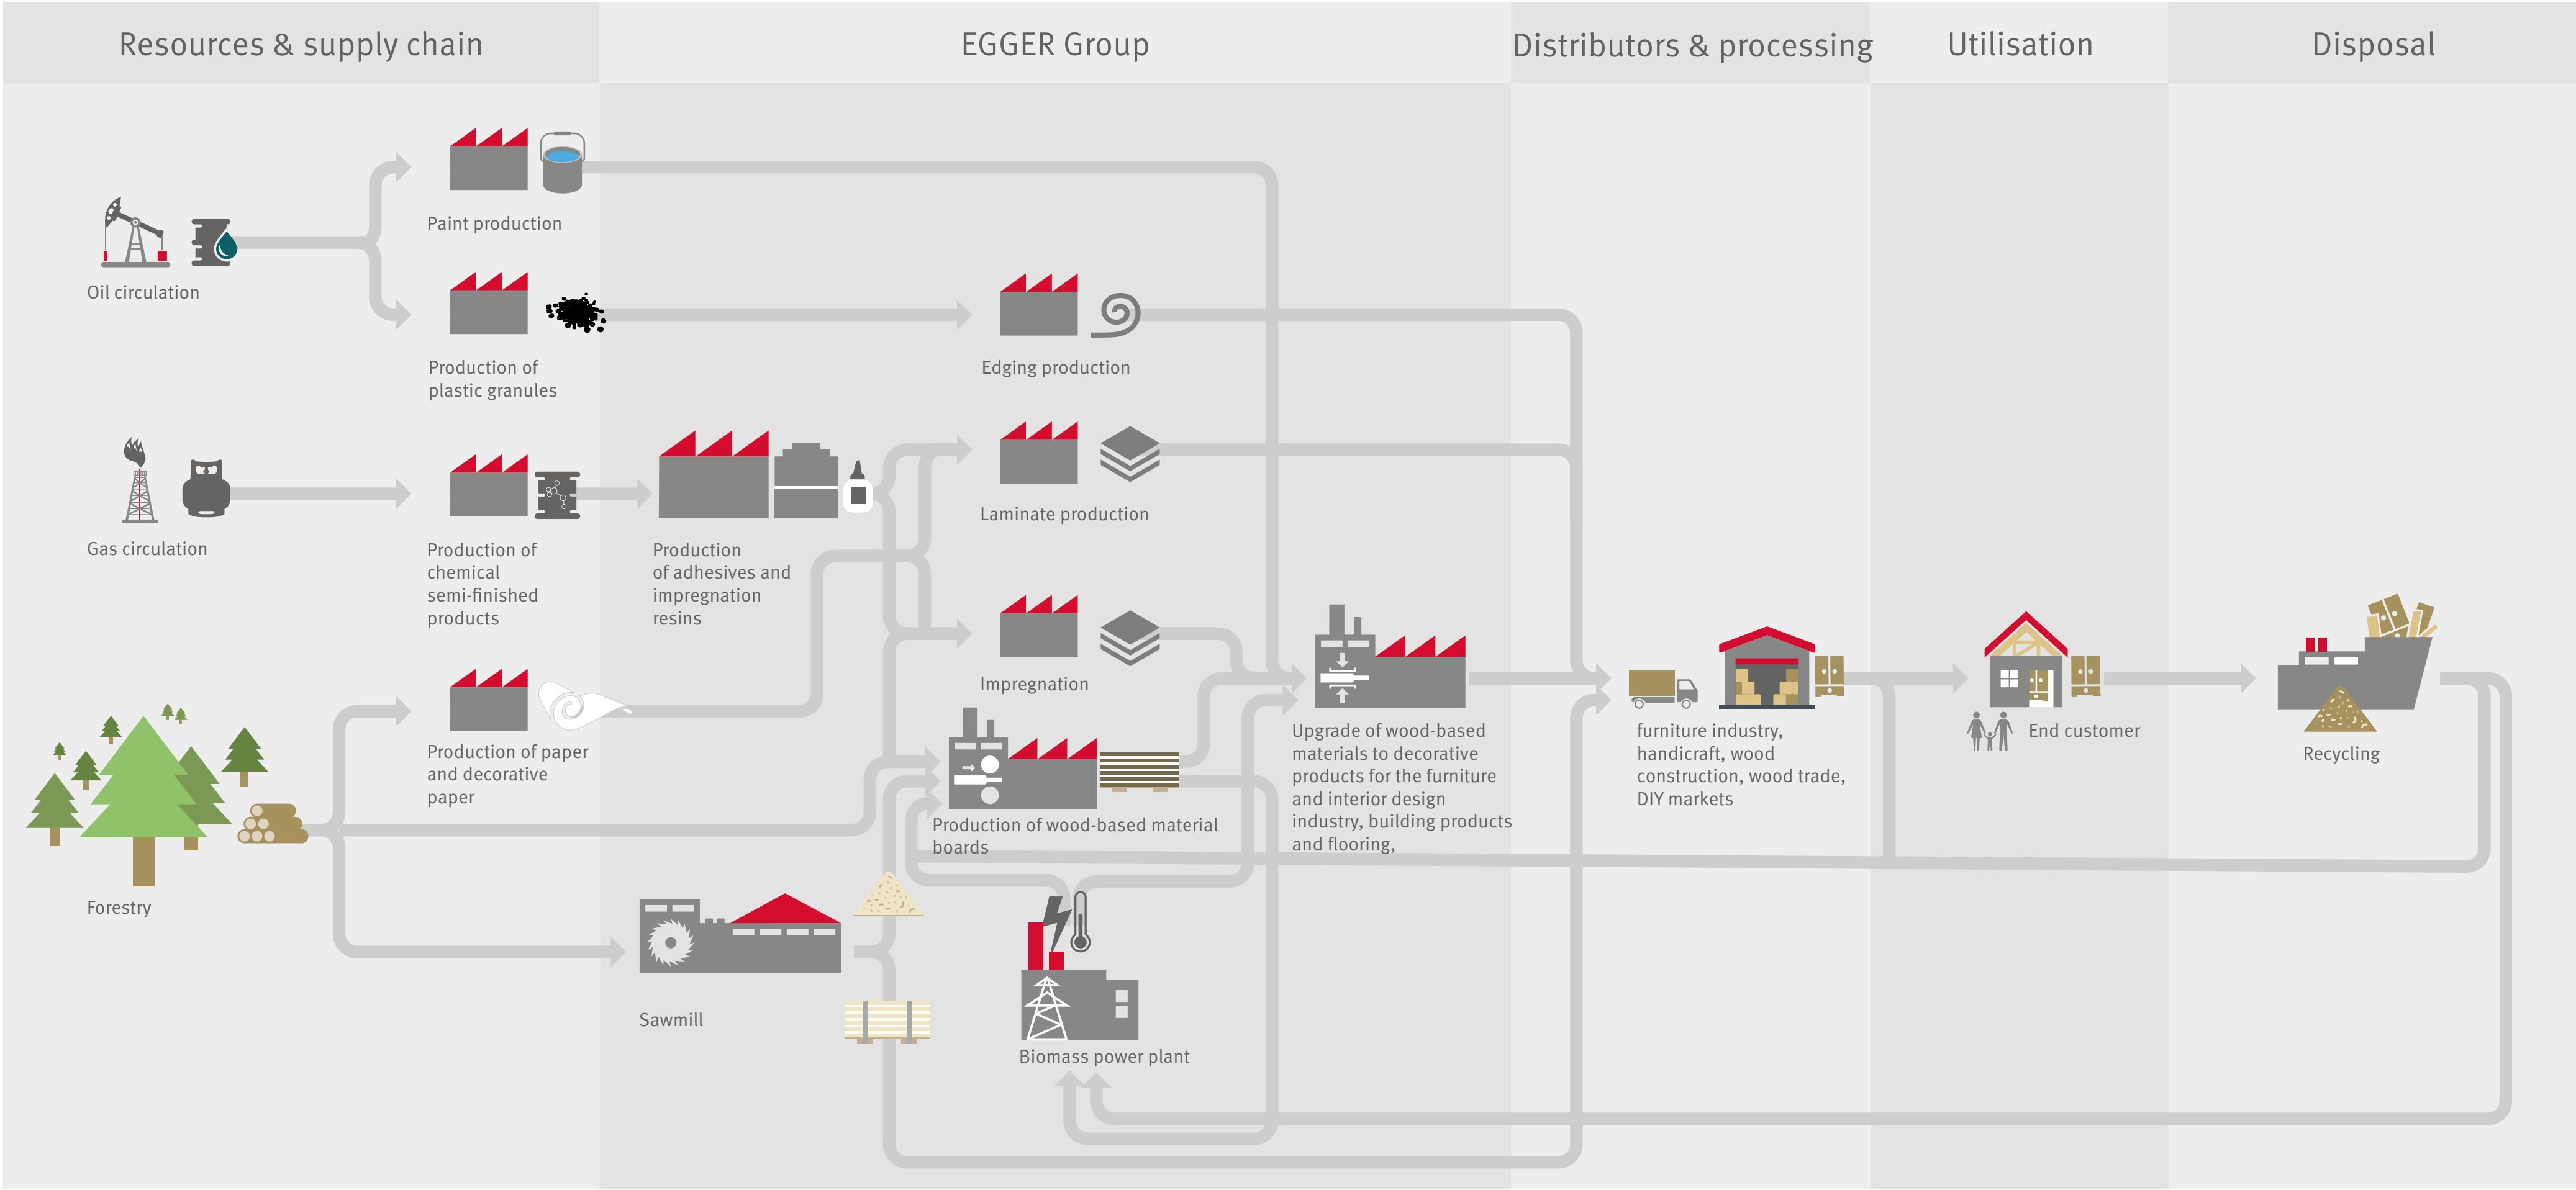 Resources & supply chain
EGGER Group
Distributors & processing
Utilisation
Disposal
Paint production
Oil circulation
Production of
plastic granules
Edging production
Gas circulation
Production of
chemical
semi-finished
products
Production
of adhesives and
impregnation
resins
Laminate production
Impregnation
Production of paper
and decorative
paper
Forestry
Production of wood-based material
boards
Upgrade of wood-based
materials to decorative
products for the furniture
and interior design
industry, building products
and flooring,
furniture industry,
handicraft, wood
construction, wood trade,
DIY markets
End customer
Recycling
Sawmill
Biomass power plant